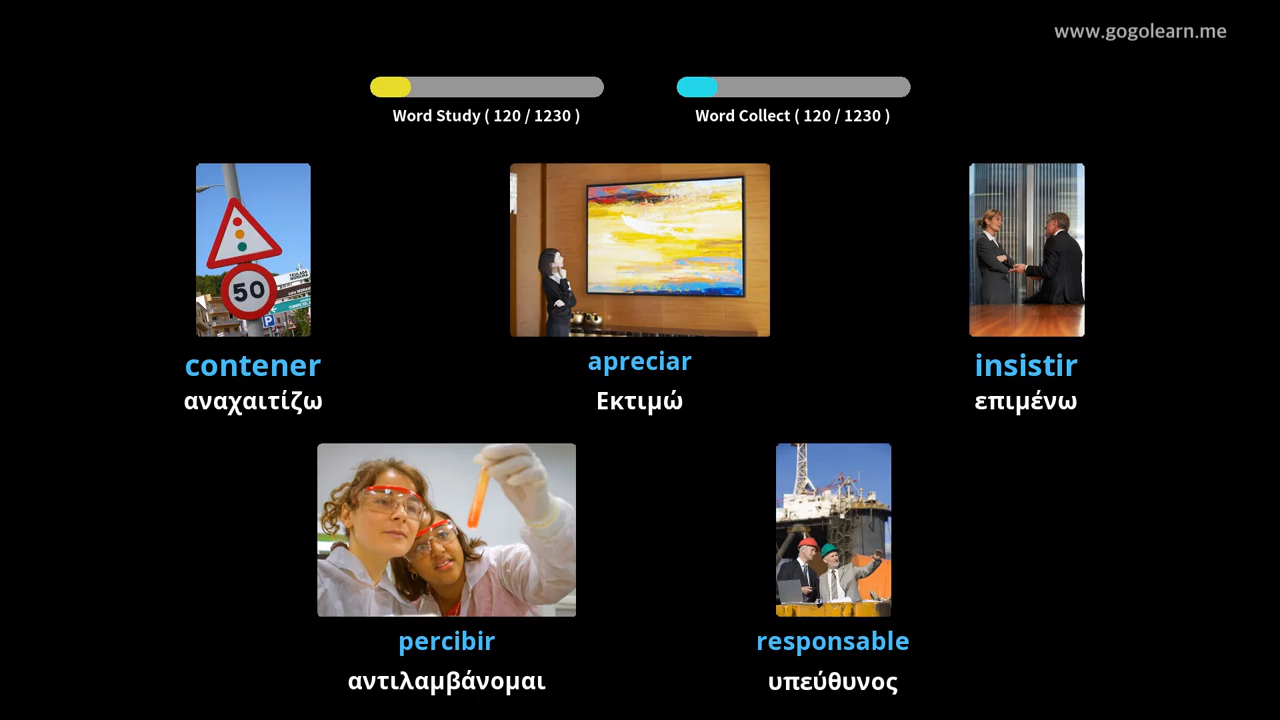 www.gogolearn.me
Word Study ( 120 / 1230 )
Word Collect ( 120 / 1230 )
50
P
contener
αναχαιτίζω
apreciar
Εκτιμώ
insistir
επιμένω
percibir
αντιλαμβάνομαι
responsable
υπεύθυνος